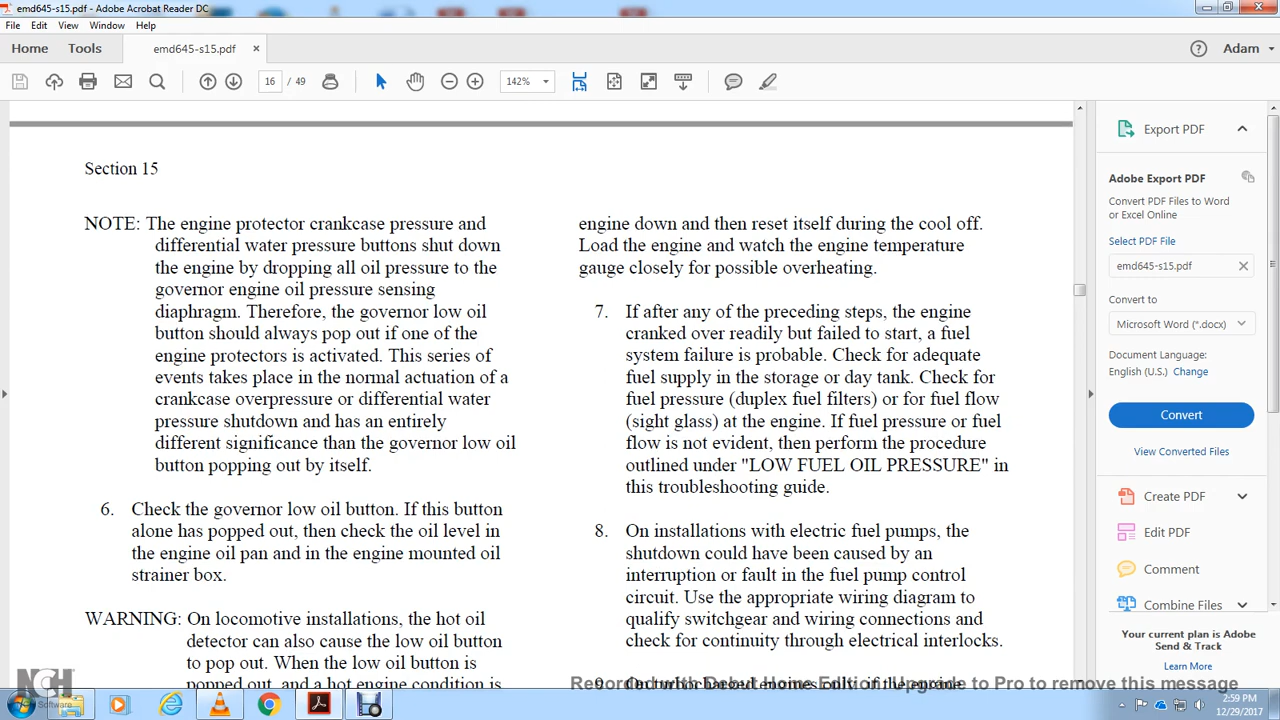 emd645-s15.pdf - Adobe Acrobat Reader DC
File Edit View Window Help
Home Tools emd645-s15.pdf × Adam
16 / 49 142%
Section 15
NOTE: The engine protector crankcase pressure and
differential water pressure buttons shut down
the engine by dropping all oil pressure to the
governor engine oil pressure sensing
diaphragm. Therefore, the governor low oil
button should always pop out if one of the
engine protectors is activated. This series of
events takes place in the normal actuation of a
crankcase overpressure or differential water
pressure shutdown and has an entirely
different significance than the governor low oil
button popping out by itself.
6. Check the governor low oil button. If this button
alone has popped out, then check the oil level in
the engine oil pan and in the engine mounted oil
strainer box.
WARNING: On locomotive installations, the hot oil
detector can also cause the low oil button
to pop out. When the low oil button is
popped out, and a hot engine condition is
engine down and then reset itself during the cool off.
Load the engine and watch the engine temperature
gauge closely for possible overheating.
7. If after any of the preceding steps, the engine
cranked over readily but failed to start, a fuel
system failure is probable. Check for adequate
fuel supply in the storage or day tank. Check for
fuel pressure (duplex fuel filters) or for fuel flow
(sight glass) at the engine. If fuel pressure or fuel
flow is not evident, then perform the procedure
outlined under "LOW FUEL OIL PRESSURE" in
this troubleshooting guide.
8. On installations with electric fuel pumps, the
shutdown could have been caused by an
interruption or fault in the fuel pump control
circuit. Use the appropriate wiring diagram to
qualify switchgear and wiring connections and
check for continuity through electrical interlocks.
Export PDF
Adobe Export PDF
Convert PDF Files to Word
or Excel Online
Select PDF File
emd645-s15.pdf
Convert to
Microsoft Word (*.docx)
Document Language:
English (U.S.) Change
Convert
View Converted Files
Create PDF
Edit PDF
Comment
Combine Files
Your current plan is Adobe
Send & Track
Learn More
NCH
Software
Recorded with Debut Home Edition. Upgrade to Pro to remove this message
2:59 PM
12/29/2017